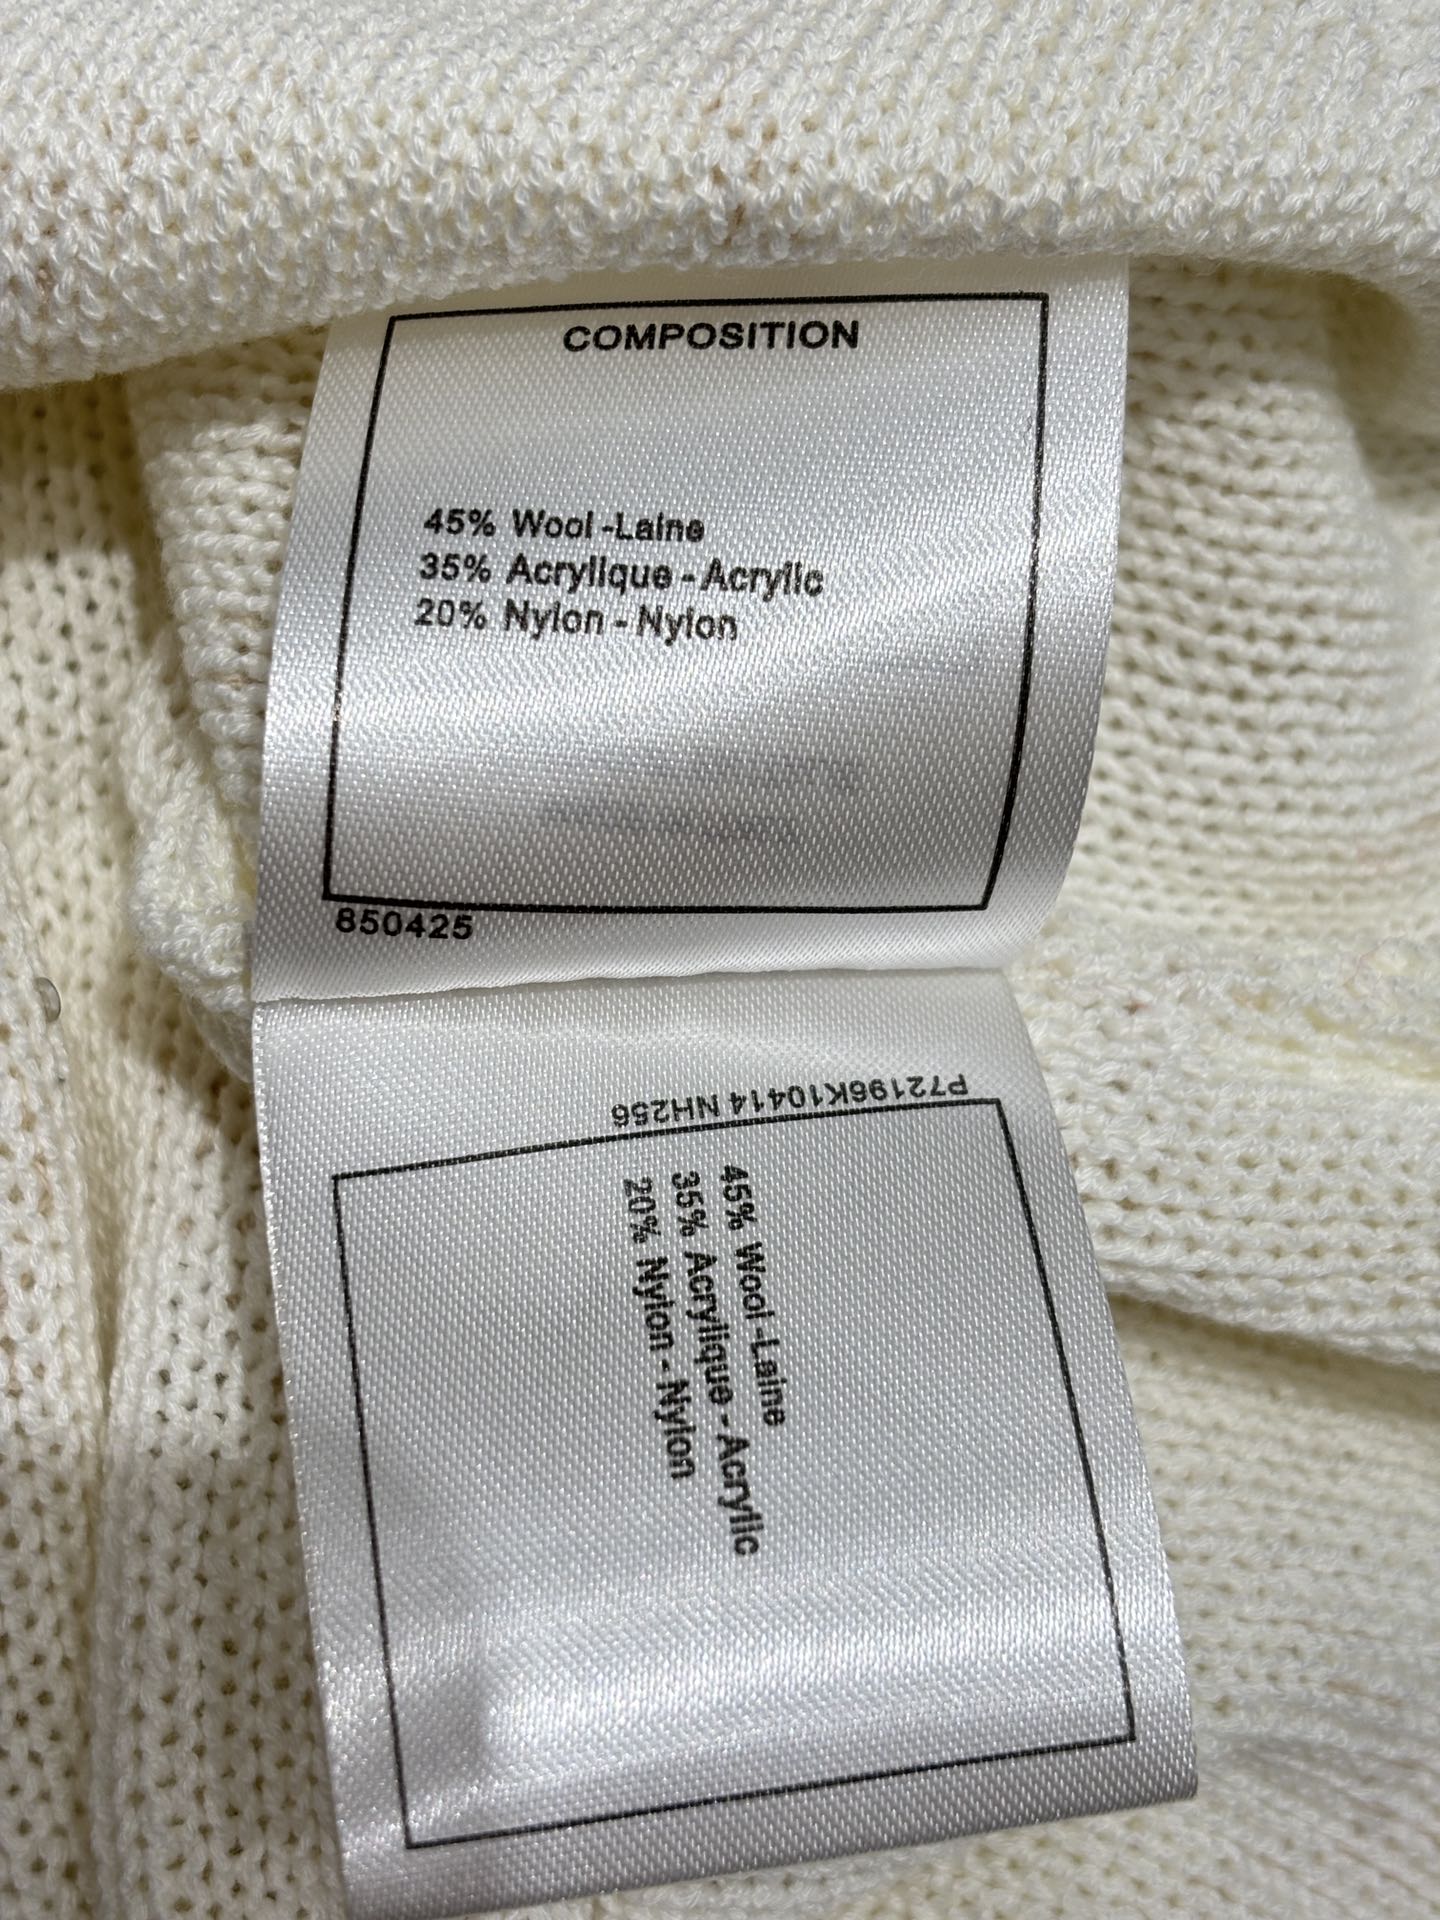 COMPOSITION
45% Wool -Laine
35% Acrylique - Acrylic
20% Nylon - Nylon
850425
P72196K10414 NH256
45% Wool -Laine
35% Acrylique - Acrylic
20% Nylon - Nylon